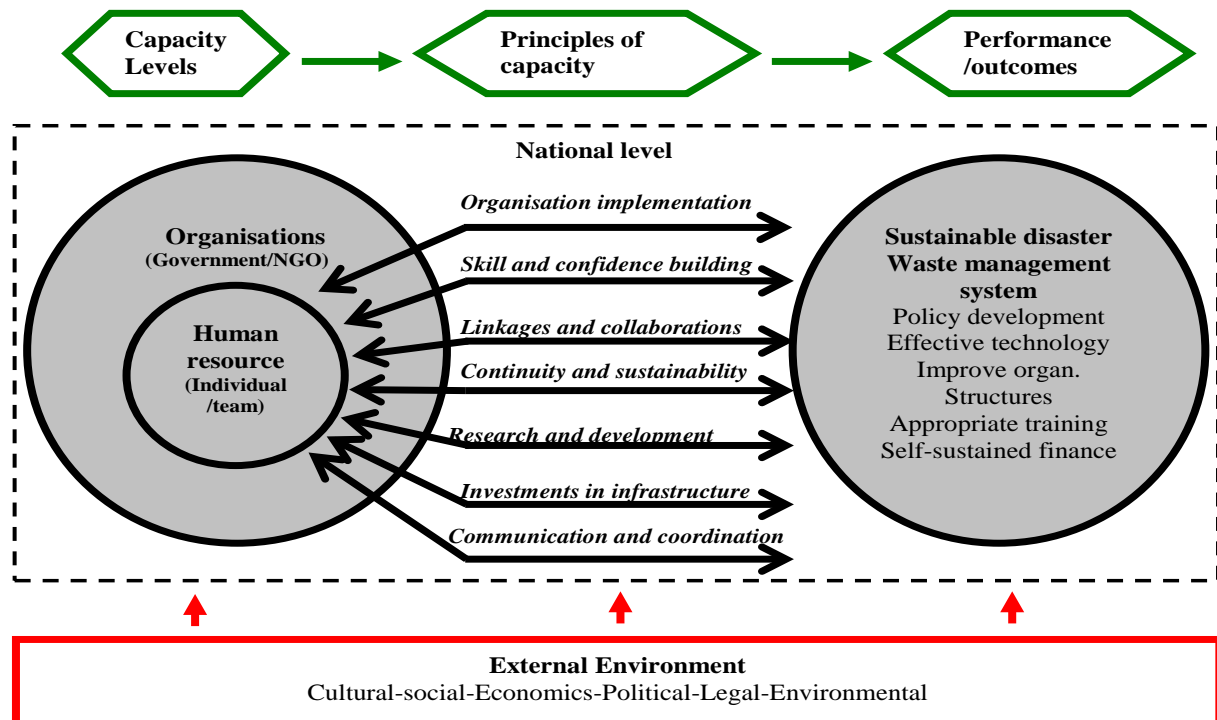 Capacity
Levels
Principles of
capacity
Performance
/outcomes
National level
Organisations
(Government/NGO)
Human
resource
(Individual
/team)
Organisation implementation
Skill and confidence building
Linkages and collaborations
Continuity and sustainability
Research and development
Investments in infrastructure
Communication and coordination
Sustainable disaster
Waste management
system
Policy development
Effective technology
Improve organ.
Structures
Appropriate training
Self-sustained finance
External Environment
Cultural-social-Economics-Political-Legal-Environmental